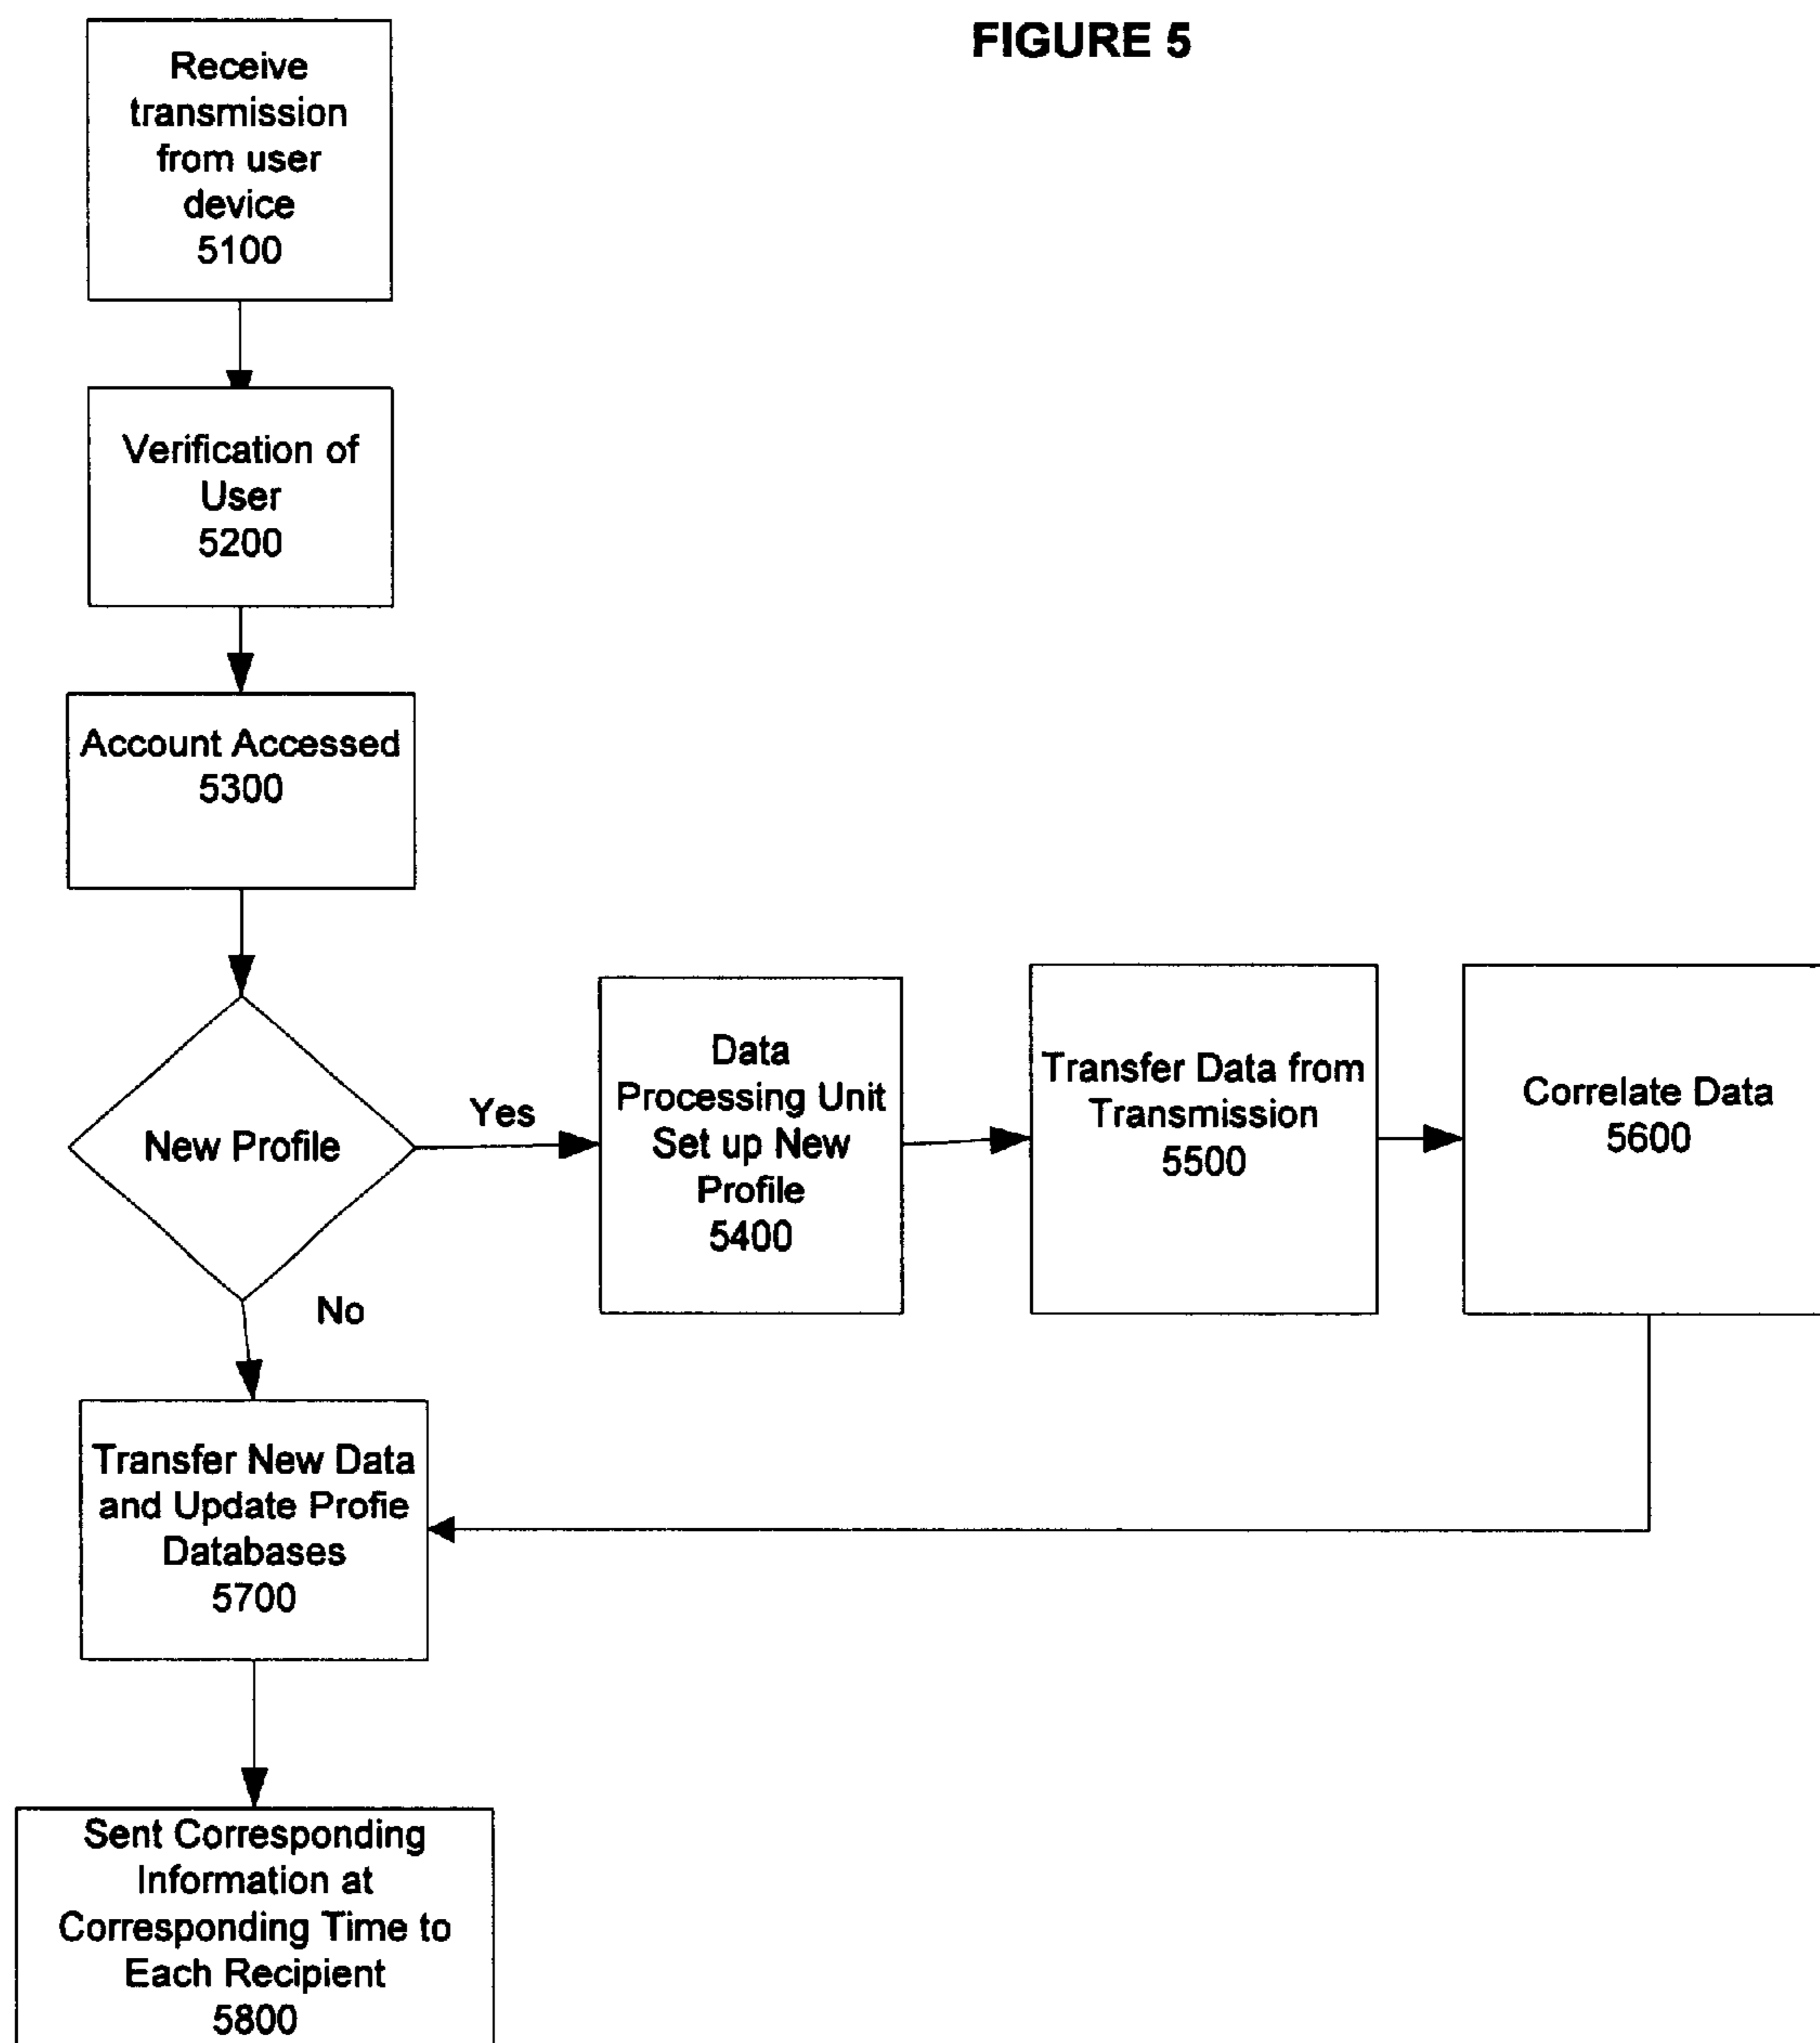 FIGURE 5
Receive
transmission
from user
device
5100
Verification of
User
5200
Account Accessed
5300
New Profile
Yes
No
Data
Processing Unit
Set up New
Profile
5400
Transfer Data from
Transmission
5500
Correlate Data
5600
Transfer New Data
and Update Profie
Databases
5700
Sent Corresponding
Information at
Corresponding Time to
Each Recipient
5800